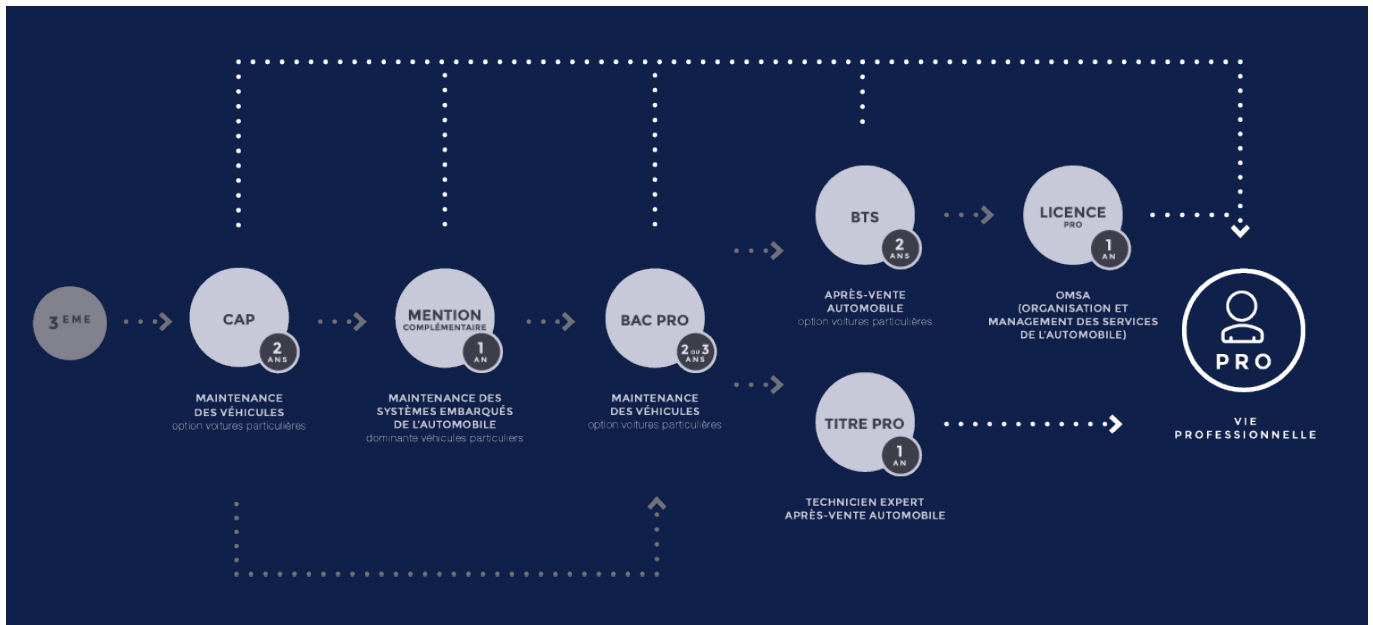 3EME
CAP
2
ANS
MAINTENANCE
DES VÉHICULES
option voitures particulières
MENTION
COMPLÉMENTAIRE
1
AN
MAINTENANCE DES
SYSTÈMES EMBARQUÉS
DE L'AUTOMOBILE
dominante véhicules particuliers
BAC PRO
2 OU 3
ANS
MAINTENANCE
DES VÉHICULES
option voitures particulières
BTS
2
ANS
APRÈS-VENTE
AUTOMOBILE
option voitures particulières
LICENCE
PRO
1
AN
OMSA
(ORGANISATION ET
MANAGEMENT DES SERVICES
DE L'AUTOMOBILE)
TITRE PRO
1
AN
TECHNICIEN EXPERT
APRÈS-VENTE AUTOMOBILE
PRO
VIE
PROFESSIONNELLE